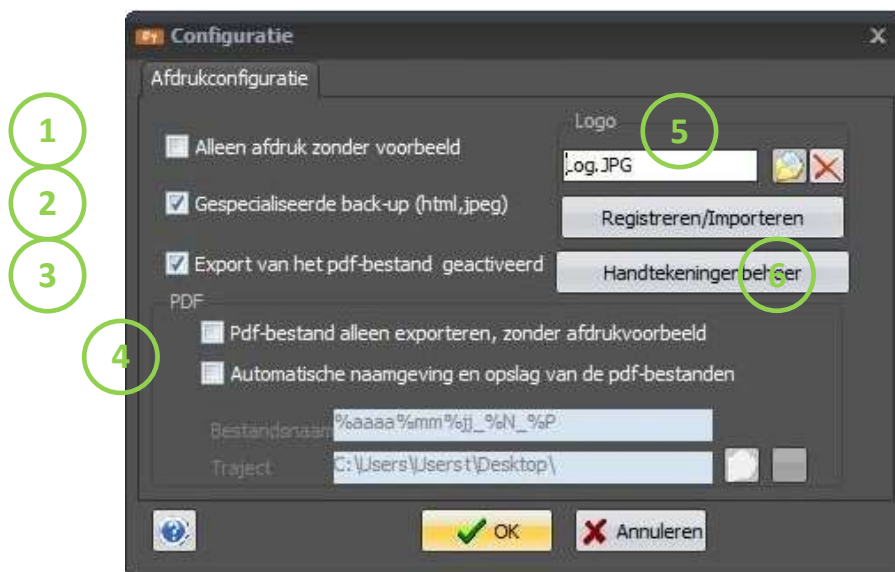 Configuratie
Afdrukconfiguratie
1
Alleen afdruk zonder voorbeeld
Logo
5
Log.JPG
2
Gespecialiseerde back-up (html,jpeg)
Registreren/Importeren
3
Export van het pdf-bestand geactiveerd
Handtekeningenbeheer
6
PDF
4
Pdf-bestand alleen exporteren, zonder afdrukvoorbeeld
Automatische naamgeving en opslag van de pdf-bestanden
Bestandsnaam %aaaa%mm%jj_%N_%P
Traject C:\Users\Userst\Desktop\
OK
Annuleren